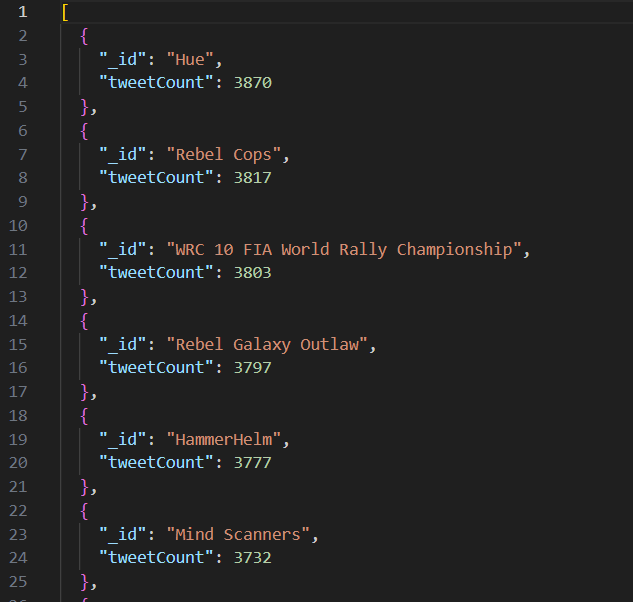 1 [
2 {
3 "_id": "Hue",
4 "tweetCount": 3870
5 },
6 {
7 "_id": "Rebel Cops",
8 "tweetCount": 3817
9 },
10 {
11 "_id": "WRC 10 FIA World Rally Championship",
12 "tweetCount": 3803
13 },
14 {
15 "_id": "Rebel Galaxy Outlaw",
16 "tweetCount": 3797
17 },
18 {
19 "_id": "HammerHelm",
20 "tweetCount": 3777
21 },
22 {
23 "_id": "Mind Scanners",
24 "tweetCount": 3732
25 },